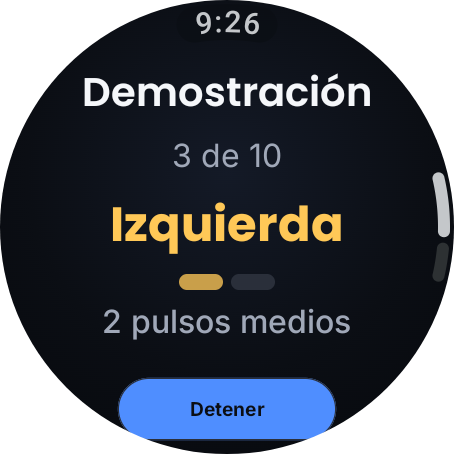 9:26
Demostración
3 de 10
Izquierda
2 pulsos medios
Detener